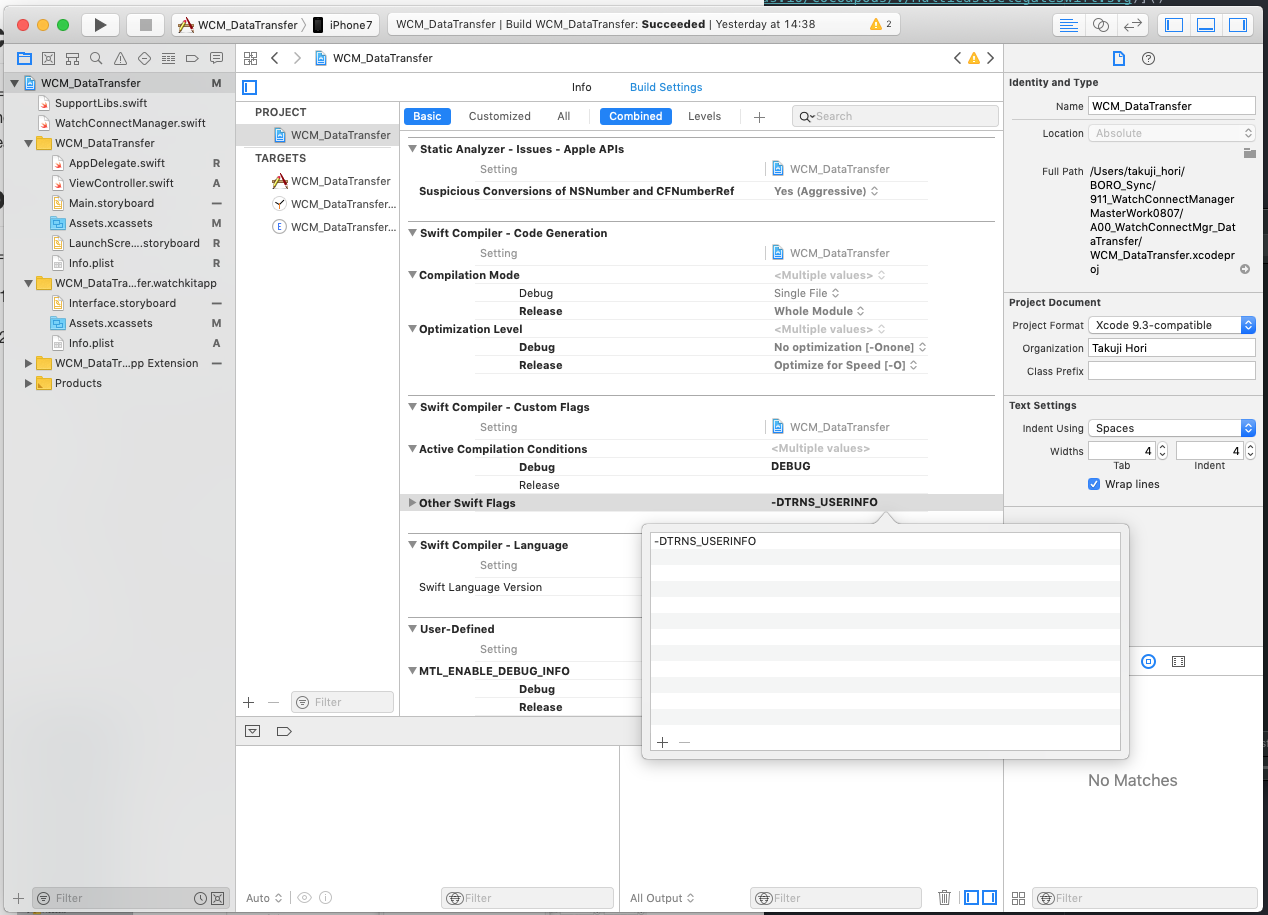 WCM_DataTransfer
iPhone7
WCM_DataTransfer | Build WCM_DataTransfer: Succeeded | Yesterday at 14:38
2
WCM_DataTransfer M
SupportLibs.swift
WatchConnectManager.swift
WCM_DataTransfer
AppDelegate.swift R
ViewController.swift A
Main.storyboard —
Assets.xcassets M
LaunchScre....storyboard R
Info.plist R
WCM_DataTra...fer.watchkitapp
Interface.storyboard —
Assets.xcassets M
Info.plist A
WCM_DataTr...pp Extension —
Products
Filter
WCM_DataTransfer
2
Info Build Settings
PROJECT
WCM_DataTransfer
TARGETS
WCM_DataTransfer
WCM_DataTransfer...
E WCM_DataTransfer...
Filter
Basic Customized All Combined Levels + Search
Static Analyzer - Issues - Apple APIs
Setting WCM_DataTransfer
Suspicious Conversions of NSNumber and CFNumberRef Yes (Aggressive)
Swift Compiler - Code Generation
Setting WCM_DataTransfer
Compilation Mode <Multiple values>
Debug Single File
Release Whole Module
Optimization Level <Multiple values>
Debug No optimization [-Onone]
Release Optimize for Speed [-O]
Swift Compiler - Custom Flags
Setting WCM_DataTransfer
Active Compilation Conditions <Multiple values>
Debug DEBUG
Release
Other Swift Flags -DTRNS_USERINFO
-DTRNS_USERINFO
Swift Compiler - Language
Setting
Swift Language Version
User-Defined
Setting
MTL_ENABLE_DEBUG_INFO
Debug
Release
Auto
Filter
All Output
Filter
Identity and Type
Name WCM_DataTransfer
Location Absolute
Full Path /Users/takuji_hori/
BORO_Sync/
911_WatchConnectManager
MasterWork0807/
A00_WatchConnectMgr_Da
taTransfer/
WCM_DataTransfer.xcodepr
oj
Project Document
Project Format Xcode 9.3-compatible
Organization Takuji Hori
Class Prefix
Text Settings
Indent Using Spaces
Widths 4 4
Tab Indent
Wrap lines
No Matches
Filter